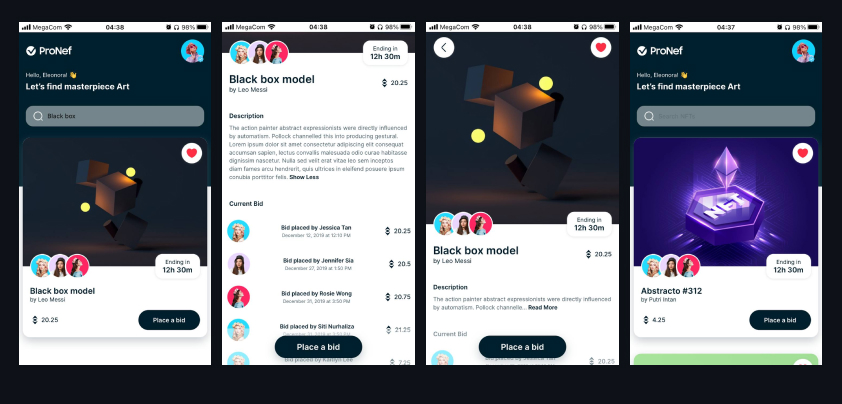 MegaCom 04:38 98%
ProNef
Hello, Eleonora! 👋
Let's find masterpiece Art
Black box
Ending in
12h 30m
Black box model
by Leo Messi
20.25
Place a bid
MegaCom 04:38 98%
Ending in
12h 30m
Black box model
by Leo Messi
20.25
Description
The action painter abstract expressionists were directly influenced
by automatism. Pollock channelled this into producing gestural.
Lorem ipsum dolor sit amet consectetur adipiscing elit consequat
accumsan sapien, lectus convallis malesuada odio curae habitasse
dignissim nascetur. Nulla sed velit erat vitae leo sem inceptos
diam fames arcu hendrerit, quis ultrices in eleifend posuere ipsum
conubia porttitor felis. Show Less
Current Bid
Bid placed by Jessica Tan
December 12, 2019 at 12:10 PM
20.25
Bid placed by Jennifer Sia
December 27, 2019 at 1:50 PM
20.5
Bid placed by Rosie Wong
December 31, 2019 at 3:50 PM
20.75
Bid placed by Siti Nurhaliza
21.25
Place a bid
Bid placed by Kaitlyn Lee
7.25
MegaCom 04:38 98%
Ending in
12h 30m
Black box model
by Leo Messi
20.25
Description
The action painter abstract expressionists were directly influenced
by automatism. Pollock channelle... Read More
Current Bid
Place a bid
Bid placed by Jessica Tan
20.25
MegaCom 04:37 98%
ProNef
Hello, Eleonora! 👋
Let's find masterpiece Art
Search NFTs
NFT
Ending in
12h 30m
Abstracto #312
by Putri Intan
4.25
Place a bid